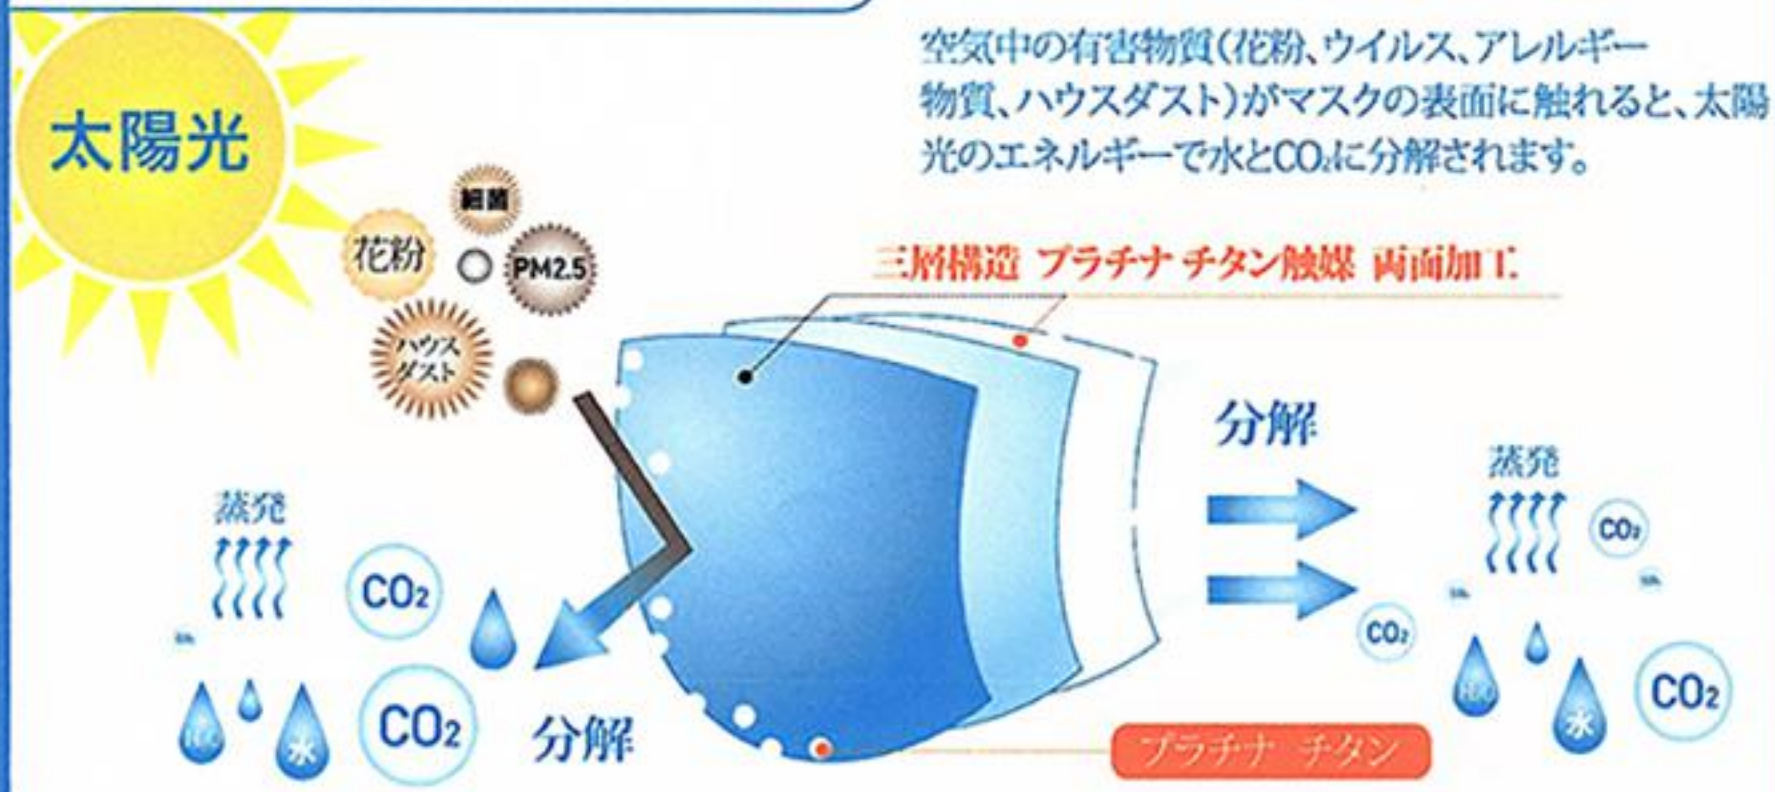 太陽光
空気中の有害物質(花粉、ウイルス、アレルギー
物質、ハウスダスト)がマスクの表面に触れると、太陽
光のエネルギーで水とCO₂に分解されます。
細菌
花粉
PM2.5
ハウス
ダスト
三層構造 プラチナ チタン触媒 両面加工
分解
蒸発
CO₂
CO₂
CO₂
水
蒸発
CO₂
CO₂
水
分解
プラチナ チタン